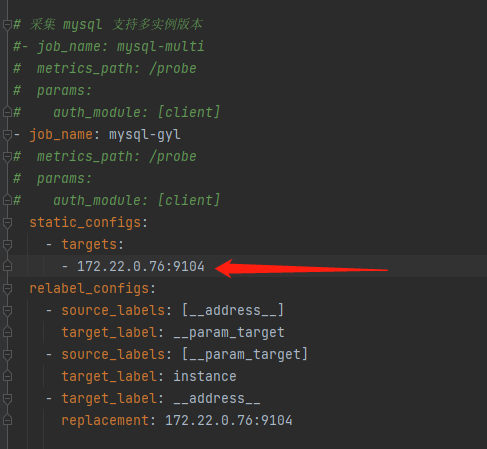 # 采集 mysql 支持多实例版本
#- job_name: mysql-multi
#  metrics_path: /probe
#  params:
#    auth_module: [client]
- job_name: mysql-gyl
#  metrics_path: /probe
#  params:
#    auth_module: [client]
  static_configs:
    - targets:
      - 172.22.0.76:9104
  relabel_configs:
    - source_labels: [__address__]
      target_label: __param_target
    - source_labels: [__param_target]
      target_label: instance
    - target_label: __address__
      replacement: 172.22.0.76:9104